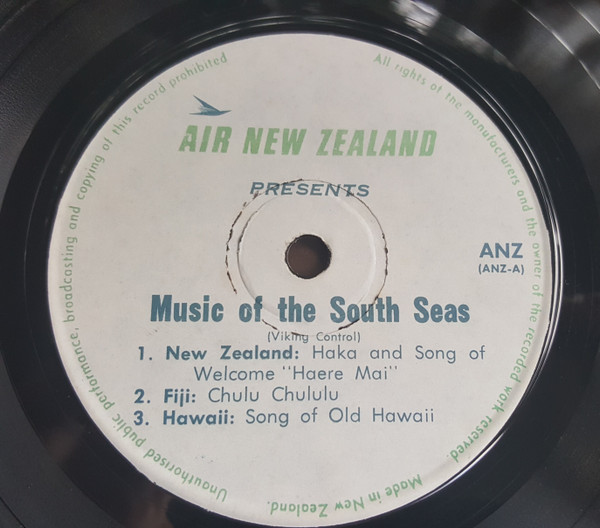 All rights of the manufacturers and the owner of the recorded work reserved.
Unauthorised public performance, broadcasting and copying of this record prohibited
AIR NEW ZEALAND
PRESENTS
ANZ
(ANZ-A)
Music of the South Seas
(Viking Control)
1. New Zealand: Haka and Song of
Welcome "Haere Mai"
2. Fiji: Chulu Chululu
3. Hawaii: Song of Old Hawaii
Made in New Zealand.